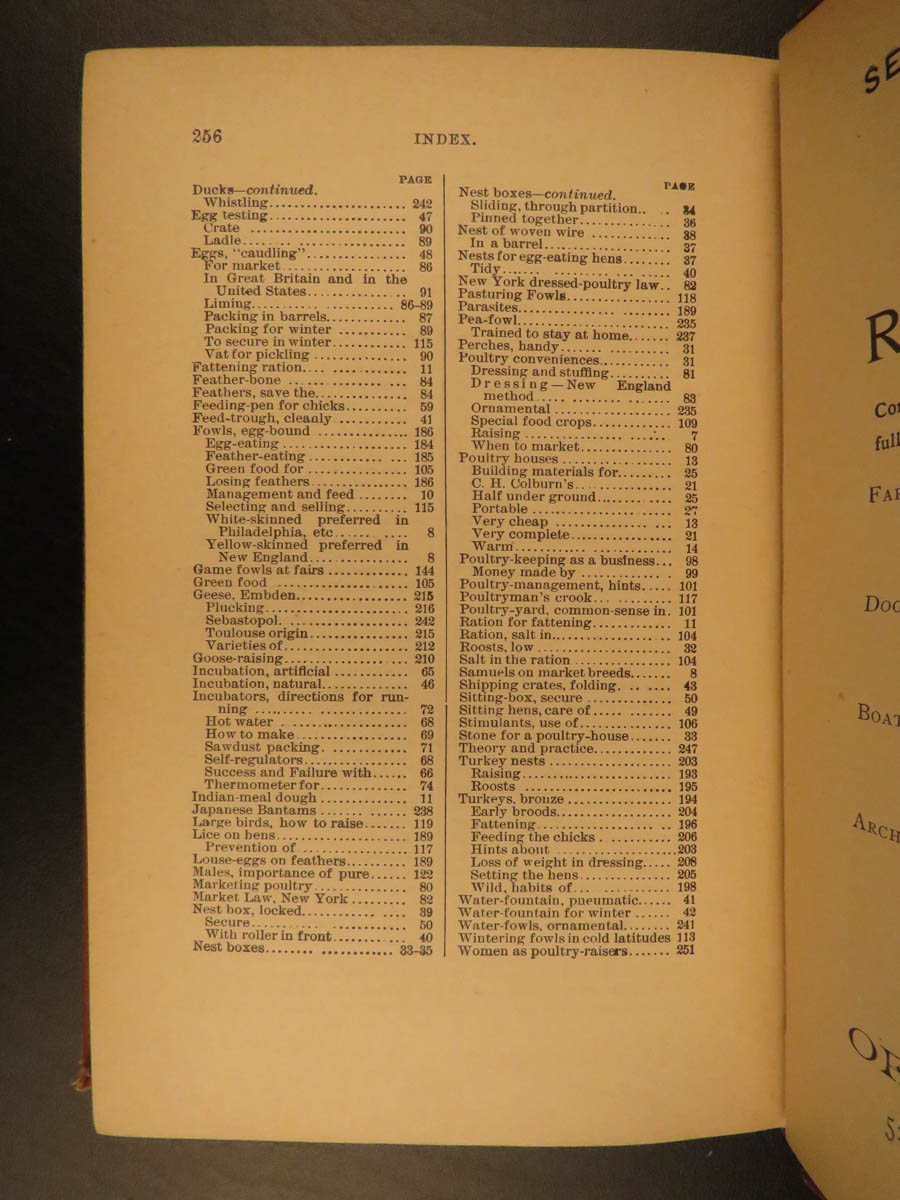 256
INDEX.
PAGE
Ducks—continued.
Whistling...................... 242
Egg testing...................... 47
Crate .......................... 90
Ladle........ ................. 89
Eggs, "caudling"................ 48
For market.................... 86
In Great Britain and in the
United States................ 91
Liming........... ........... 86-89
Packing in barrels............. 87
Packing for winter ........... 89
To secure in winter............ 115
Vat for pickling ............... 90
Fattening ration.... ............ 11
Feather-bone ... ............ ... 84
Feathers, save the............... 84
Feeding-pen for chicks.......... 59
Feed-trough, cleanly ........... 41
Fowls, egg-bound ............... 186
Egg-eating .................... 184
Feather-eating ............ ... 185
Green food for ................ 105
Losing feathers................ 186
Management and feed ........ 10
Selecting and selling.......... 115
White-skinned preferred in
Philadelphia, etc...... .... 8
Yellow-skinned preferred in
New England................ 8
Game fowls at fairs ............. 144
Green food ..................... 105
Geese, Embden.................. 215
Plucking....................... 216
Sebastopol. ................... 242
Toulouse origin................ 215
Varieties of.................... 212
Goose-raising.................... 210
Incubation, artificial ............ 65
Incubation, natural.............. 46
Incubators, directions for run-
ning ......... .............. 72
Hot water .................... 68
How to make.................. 69
Sawdust packing. ............ 71
Self-regulators................. 68
Success and Failure with...... 66
Thermometer for.............. 74
Indian-meal dough .............. 11
Japanese Bantams ....... ...... 238
Large birds, how to raise....... 119
Lice on hens..................... 189
Prevention of ................. 117
Louse-eggs on feathers.......... 189
Males, importance of pure...... 122
Marketing poultry............... 80
Market Law, New York ......... 82
Nest box, locked............ .... 39
Secure......... ............ 50
With roller in front......... ... 40
Nest boxes........ ............ 33-35
PAGE
Nest boxes—continued.
Sliding, through partition.. . 34
Pinned together............... 36
Nest of woven wire ............. 38
In a barrel..................... 37
Nests for egg-eating hens........ 37
Tidy...... .......... .... ..... 40
New York dressed-poultry law.. 82
Pasturing Fowls................. 118
Parasites............... ........ 189
Pea-fowl......................... 235
Trained to stay at home....... 237
Perches, handy....... .......... 31
Poultry conveniences............ 31
Dressing and stuffing.......... 81
Dressing—New England
method..... ........ .. ...... 83
Ornamental ................... 235
Special food crops............. 109
Raising ................ ....... 7
When to market............... 80
Poultry houses .................. 13
Building materials for......... 25
C. H. Colburn's................ 21
Half under ground....... .... 25
Portable ...................... 27
Very cheap ................... 13
Very complete................. 21
Warm............. ............ 14
Poultry-keeping as a business... 98
Money made by ............ . 99
Poultry-management, hints..... 101
Poultryman's crook... ......... 117
Poultry-yard, common-sense in. 101
Ration for fattening............. 11
Ration, salt in................... 104
Roosts, low ...................... 32
Salt in the ration ................ 104
Samuels on market breeds....... 8
Shipping crates, folding. .. .... 43
Sitting-box, secure .............. 50
Sitting hens, care of..... ....... 49
Stimulants, use of............... 106
Stone for a poultry-house....... 33
Theory and practice............. 247
Turkey nests .................... 203
Raising........................ 193
Roosts ........................ 195
Turkeys, bronze ................. 194
Early broods................... 204
Fattening................. .. 196
Feeding the chicks . ........... 206
Hints about ...................203
Loss of weight in dressing..... 208
Setting the hens............... 205
Wild, habits of... ........... 198
Water-fountain, pneumatic...... 41
Water-fountain for winter ...... 42
Water-fowls, ornamental........ 241
Wintering fowls in cold latitudes 113
Women as poultry-raisers....... 251
SE
R
Co
full
FAR
DOG
BOAT
ARCH
OR